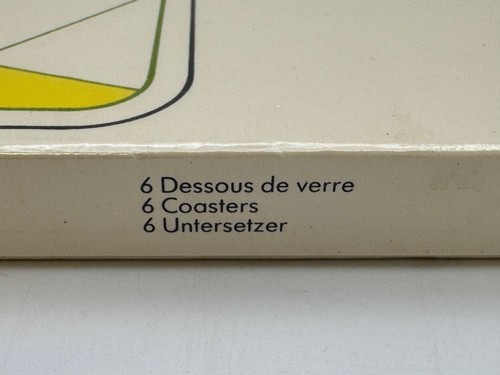 6 Dessous de verre
6 Coasters
6 Untersetzer